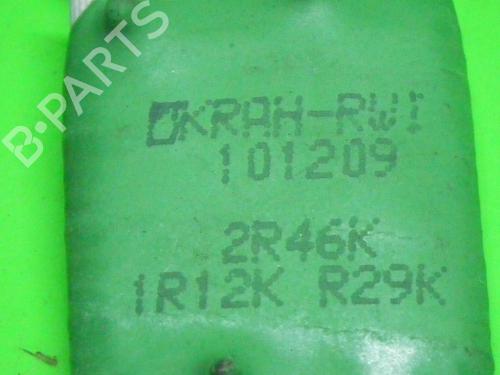 KRAH-RWI
101209
2R46K
1R12K R29K
B-PARTS